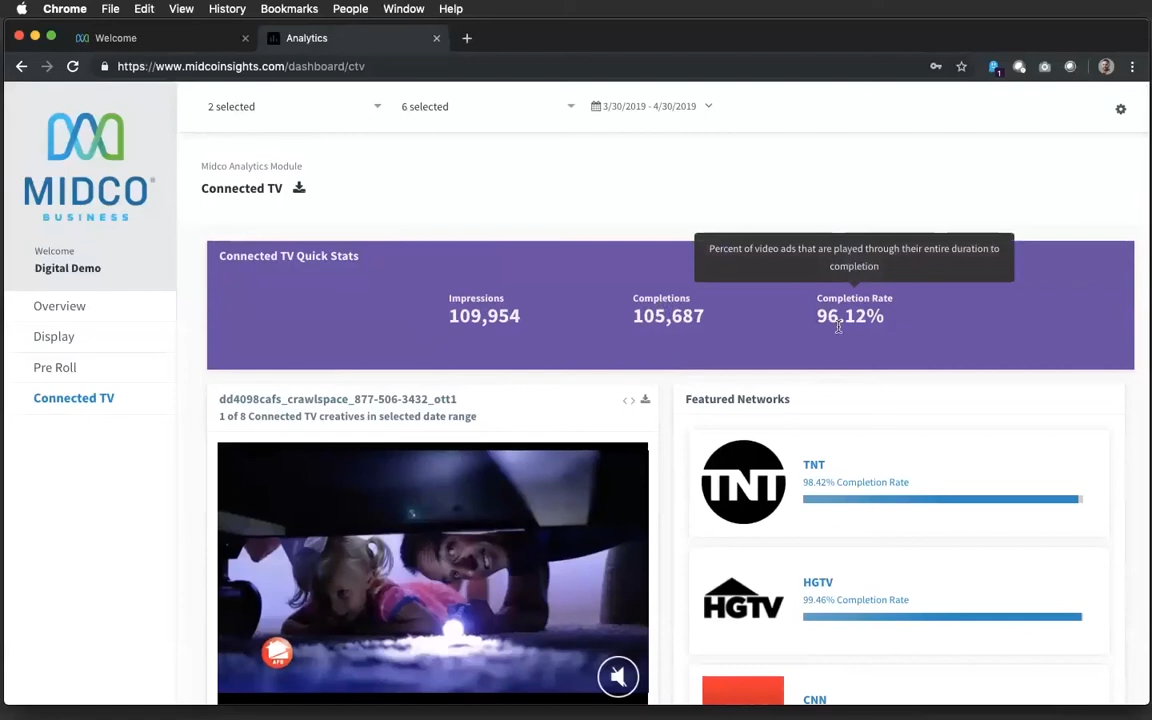 Chrome File Edit View History Bookmarks People Window Help
Welcome
Analytics
https://www.midcoinsights.com/dashboard/ctv
1
MIDCO
BUSINESS
Welcome
Digital Demo
Overview
Display
Pre Roll
Connected TV
2 selected
6 selected
3/30/2019 - 4/30/2019
Midco Analytics Module
Connected TV
Connected TV Quick Stats
Percent of video ads that are played through their entire duration to
completion
Impressions
109,954
Completions
105,687
Completion Rate
96.12%
dd4098cafs_crawlspace_877-506-3432_ott1
1 of 8 Connected TV creatives in selected date range
AFS
Featured Networks
TNT
TNT
98.42% Completion Rate
HGTV
HGTV
99.46% Completion Rate
CNN